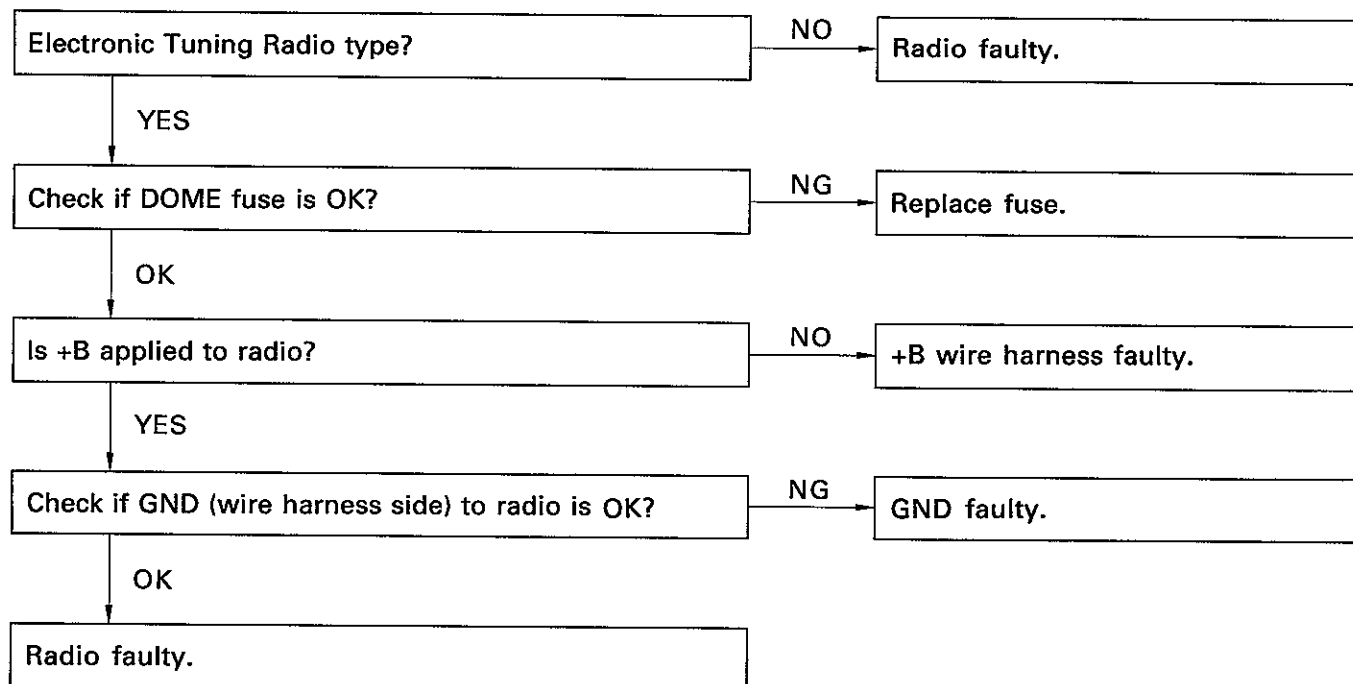 Electronic Tuning Radio type?
NO
Radio faulty.
YES
Check if DOME fuse is OK?
NG
Replace fuse.
OK
Is +B applied to radio?
NO
+B wire harness faulty.
YES
Check if GND (wire harness side) to radio is OK?
NG
GND faulty.
OK
Radio faulty.